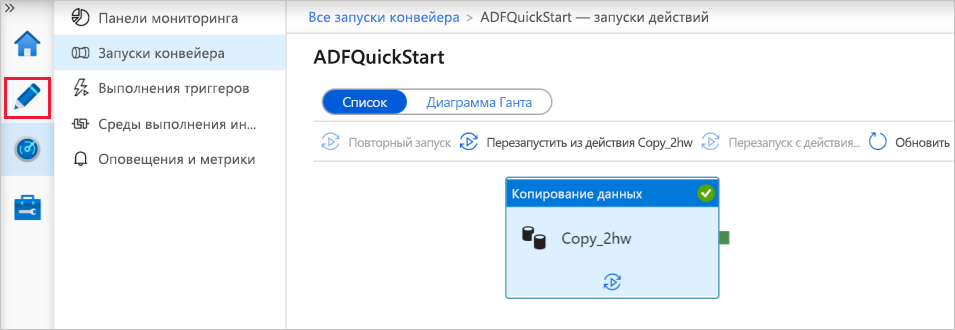 »
Панели мониторинга
Запуски конвейера
Выполнения триггеров
Среды выполнения ин...
Оповещения и метрики
Все запуски конвейера > ADFQuickStart — запуски действий
ADFQuickStart
Список Диаграмма Ганта
Повторный запуск Перезапустить из действия Copy_2hw Перезапуск с действия... Обновить
Копирование данных
Copy_2hw